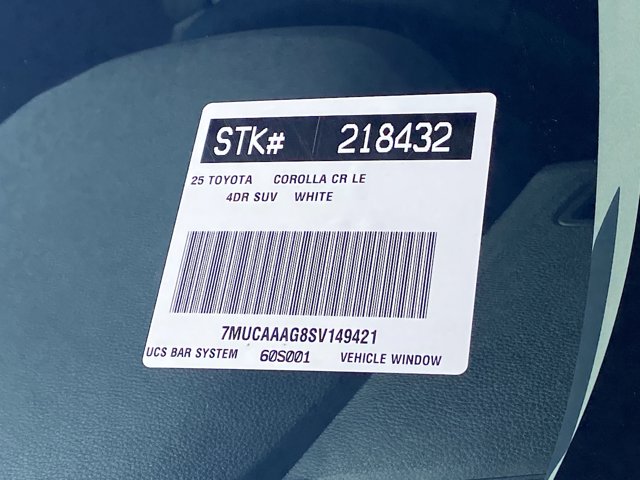 STK# 218432
25 TOYOTA COROLLA CR LE
4DR SUV WHITE
7MUCAAAG8SV149421
UCS BAR SYSTEM 60S001 VEHICLE WINDOW